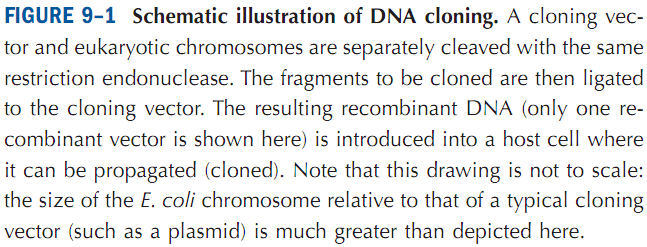 FIGURE 9–1 Schematic illustration of DNA cloning. A cloning vec-
tor and eukaryotic chromosomes are separately cleaved with the same
restriction endonuclease. The fragments to be cloned are then ligated
to the cloning vector. The resulting recombinant DNA (only one re-
combinant vector is shown here) is introduced into a host cell where
it can be propagated (cloned). Note that this drawing is not to scale:
the size of the E. coli chromosome relative to that of a typical cloning
vector (such as a plasmid) is much greater than depicted here.